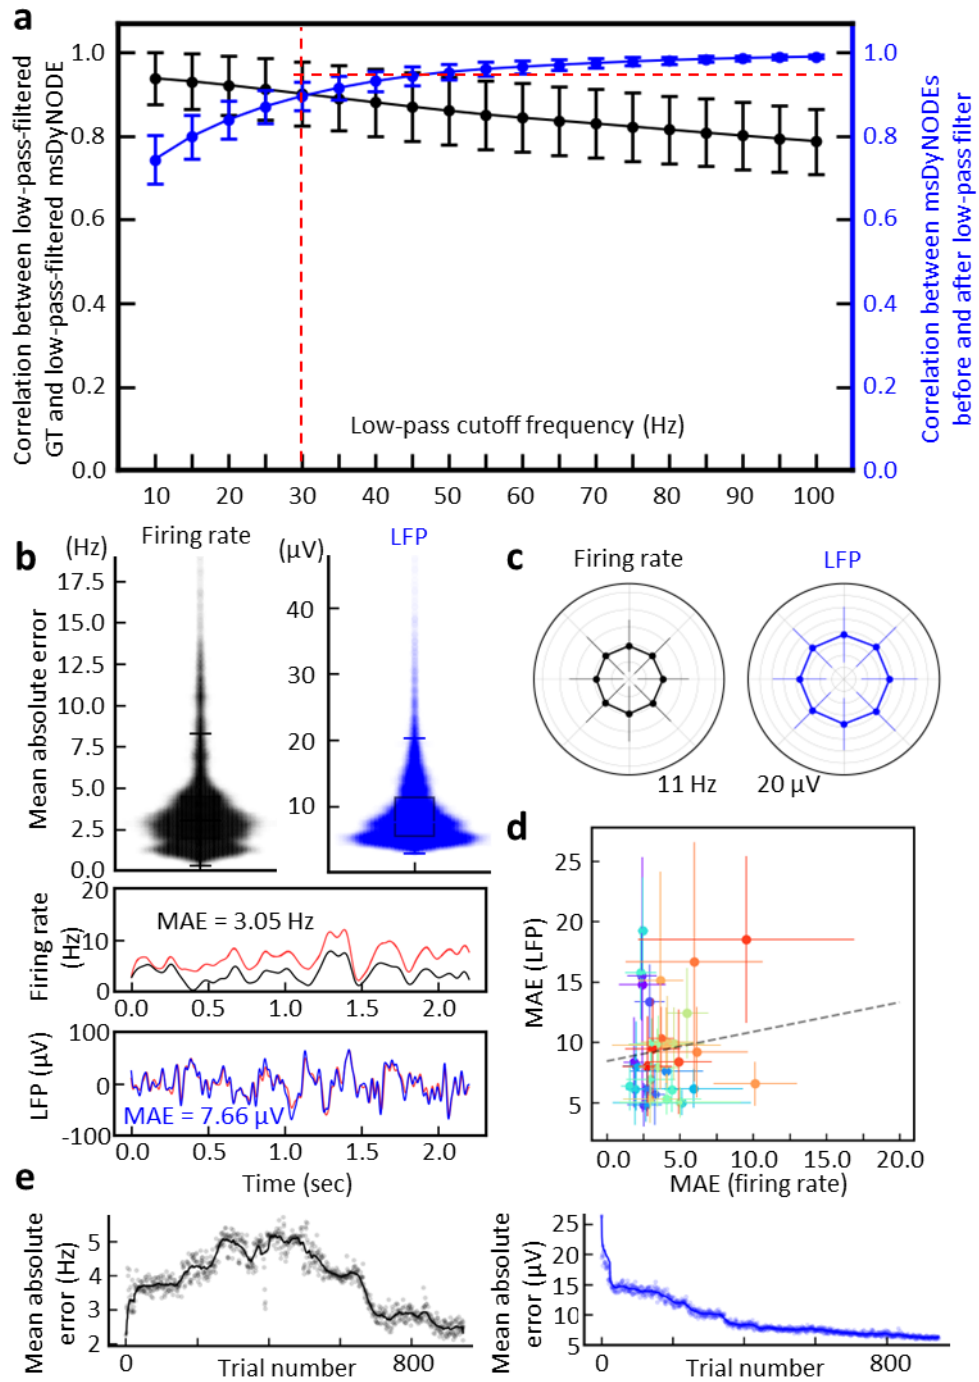 a
Correlation between low-pass-filtered
GT and low-pass-filtered msDyNODE
1.0
0.8
0.6
0.4
0.2
0.0
Low-pass cutoff frequency (Hz)
10 20 30 40 50 60 70 80 90 100
1.0
0.8
0.6
0.4
0.2
0.0
Correlation between msDyNODEs
before and after low-pass filter
b
Mean absolute error
(Hz)
Firing rate
17.5
15.0
12.5
10.0
7.5
5.0
2.5
0.0
(μV)
LFP
40
30
20
10
Firing rate
(Hz)
20
10
0
MAE = 3.05 Hz
0.0 0.5 1.0 1.5 2.0
LFP (μV)
100
0
-100
MAE = 7.66 μV
0.0 0.5 1.0 1.5 2.0
Time (sec)
c
Firing rate
11 Hz
LFP
20 μV
d
MAE (LFP)
25
20
15
10
5
0.0 5.0 10.0 15.0 20.0
MAE (firing rate)
e
Mean absolute
error (Hz)
5
4
3
2
0 800
Trial number
Mean absolute
error (μV)
25
20
15
10
5
0 800
Trial number